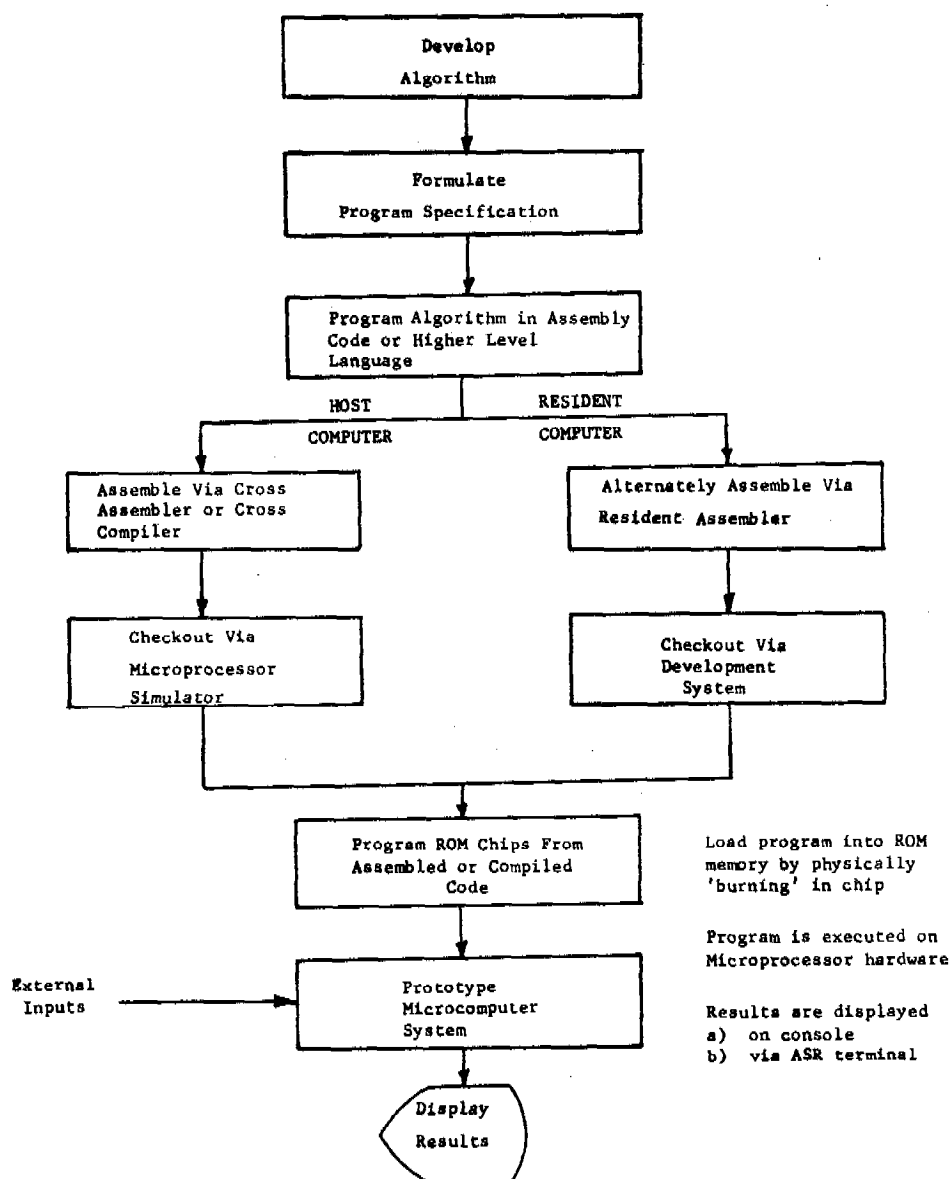 Develop
Algorithm
Formulate
Program Specification
Program Algorithm in Assembly
Code or Higher Level
Language
HOST
COMPUTER
RESIDENT
COMPUTER
Assemble Via Cross
Assembler or Cross
Compiler
Alternately Assemble Via
Resident Assembler
Checkout Via
Microprocessor
Simulator
Checkout Via
Development
System
Program ROM Chips From
Assembled or Compiled
Code
Load program into ROM
memory by physically
'burning' in chip
Program is executed on
Microprocessor hardware
External
Inputs
Prototype
Microcomputer
System
Results are displayed
a) on console
b) via ASR terminal
Display
Results